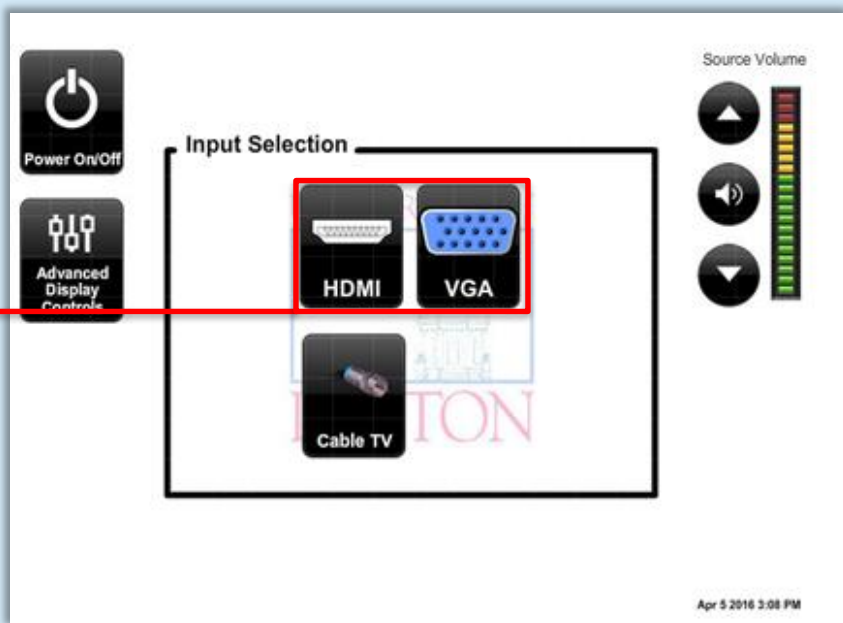 Source Volume
Power On/Off
Input Selection
HDMI
VGA
Advanced
Display
Controls
Cable TV
TON
Apr 5 2016 3:08 PM